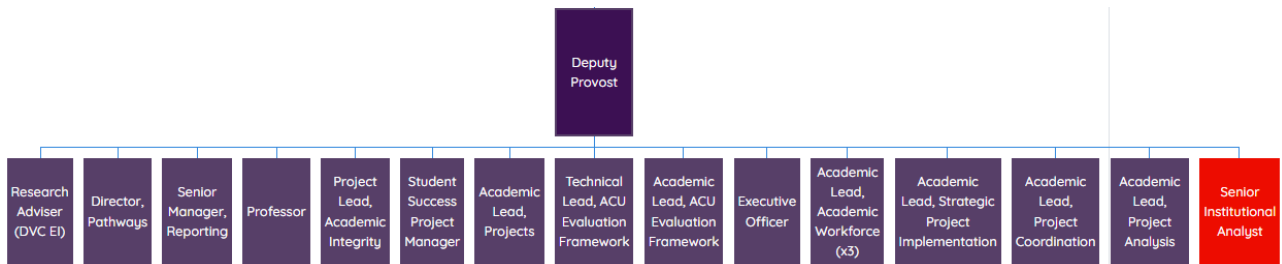 Deputy
Provost
Research
Adviser
(DVC EI)
Director,
Pathways
Senior
Manager,
Reporting
Professor
Project
Lead,
Academic
Integrity
Student
Success
Project
Manager
Academic
Lead,
Projects
Technical
Lead, ACU
Evaluation
Framework
Academic
Lead, ACU
Evaluation
Framework
Executive
Officer
Academic
Lead,
Academic
Workforce
(x3)
Academic
Lead, Strategic
Project
Implementation
Academic
Lead,
Project
Coordination
Academic
Lead,
Project
Analysis
Senior
Institutional
Analyst